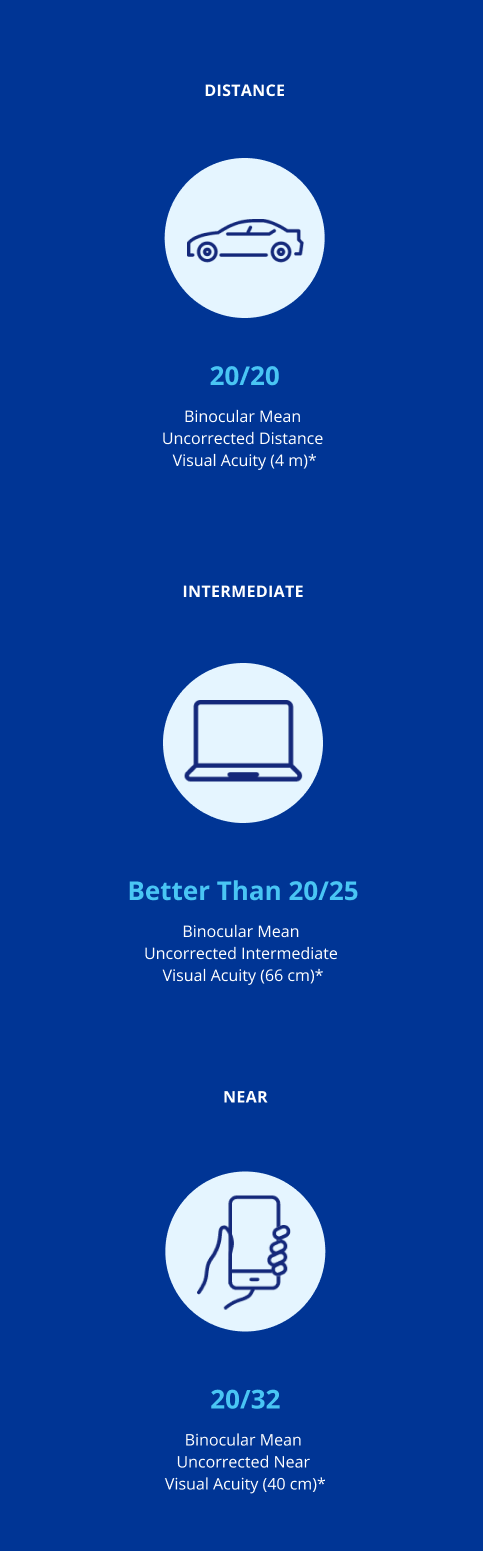 DISTANCE
20/20
Binocular Mean
Uncorrected Distance
Visual Acuity (4 m)*
INTERMEDIATE
Better Than 20/25
Binocular Mean
Uncorrected Intermediate
Visual Acuity (66 cm)*
NEAR
20/32
Binocular Mean
Uncorrected Near
Visual Acuity (40 cm)*